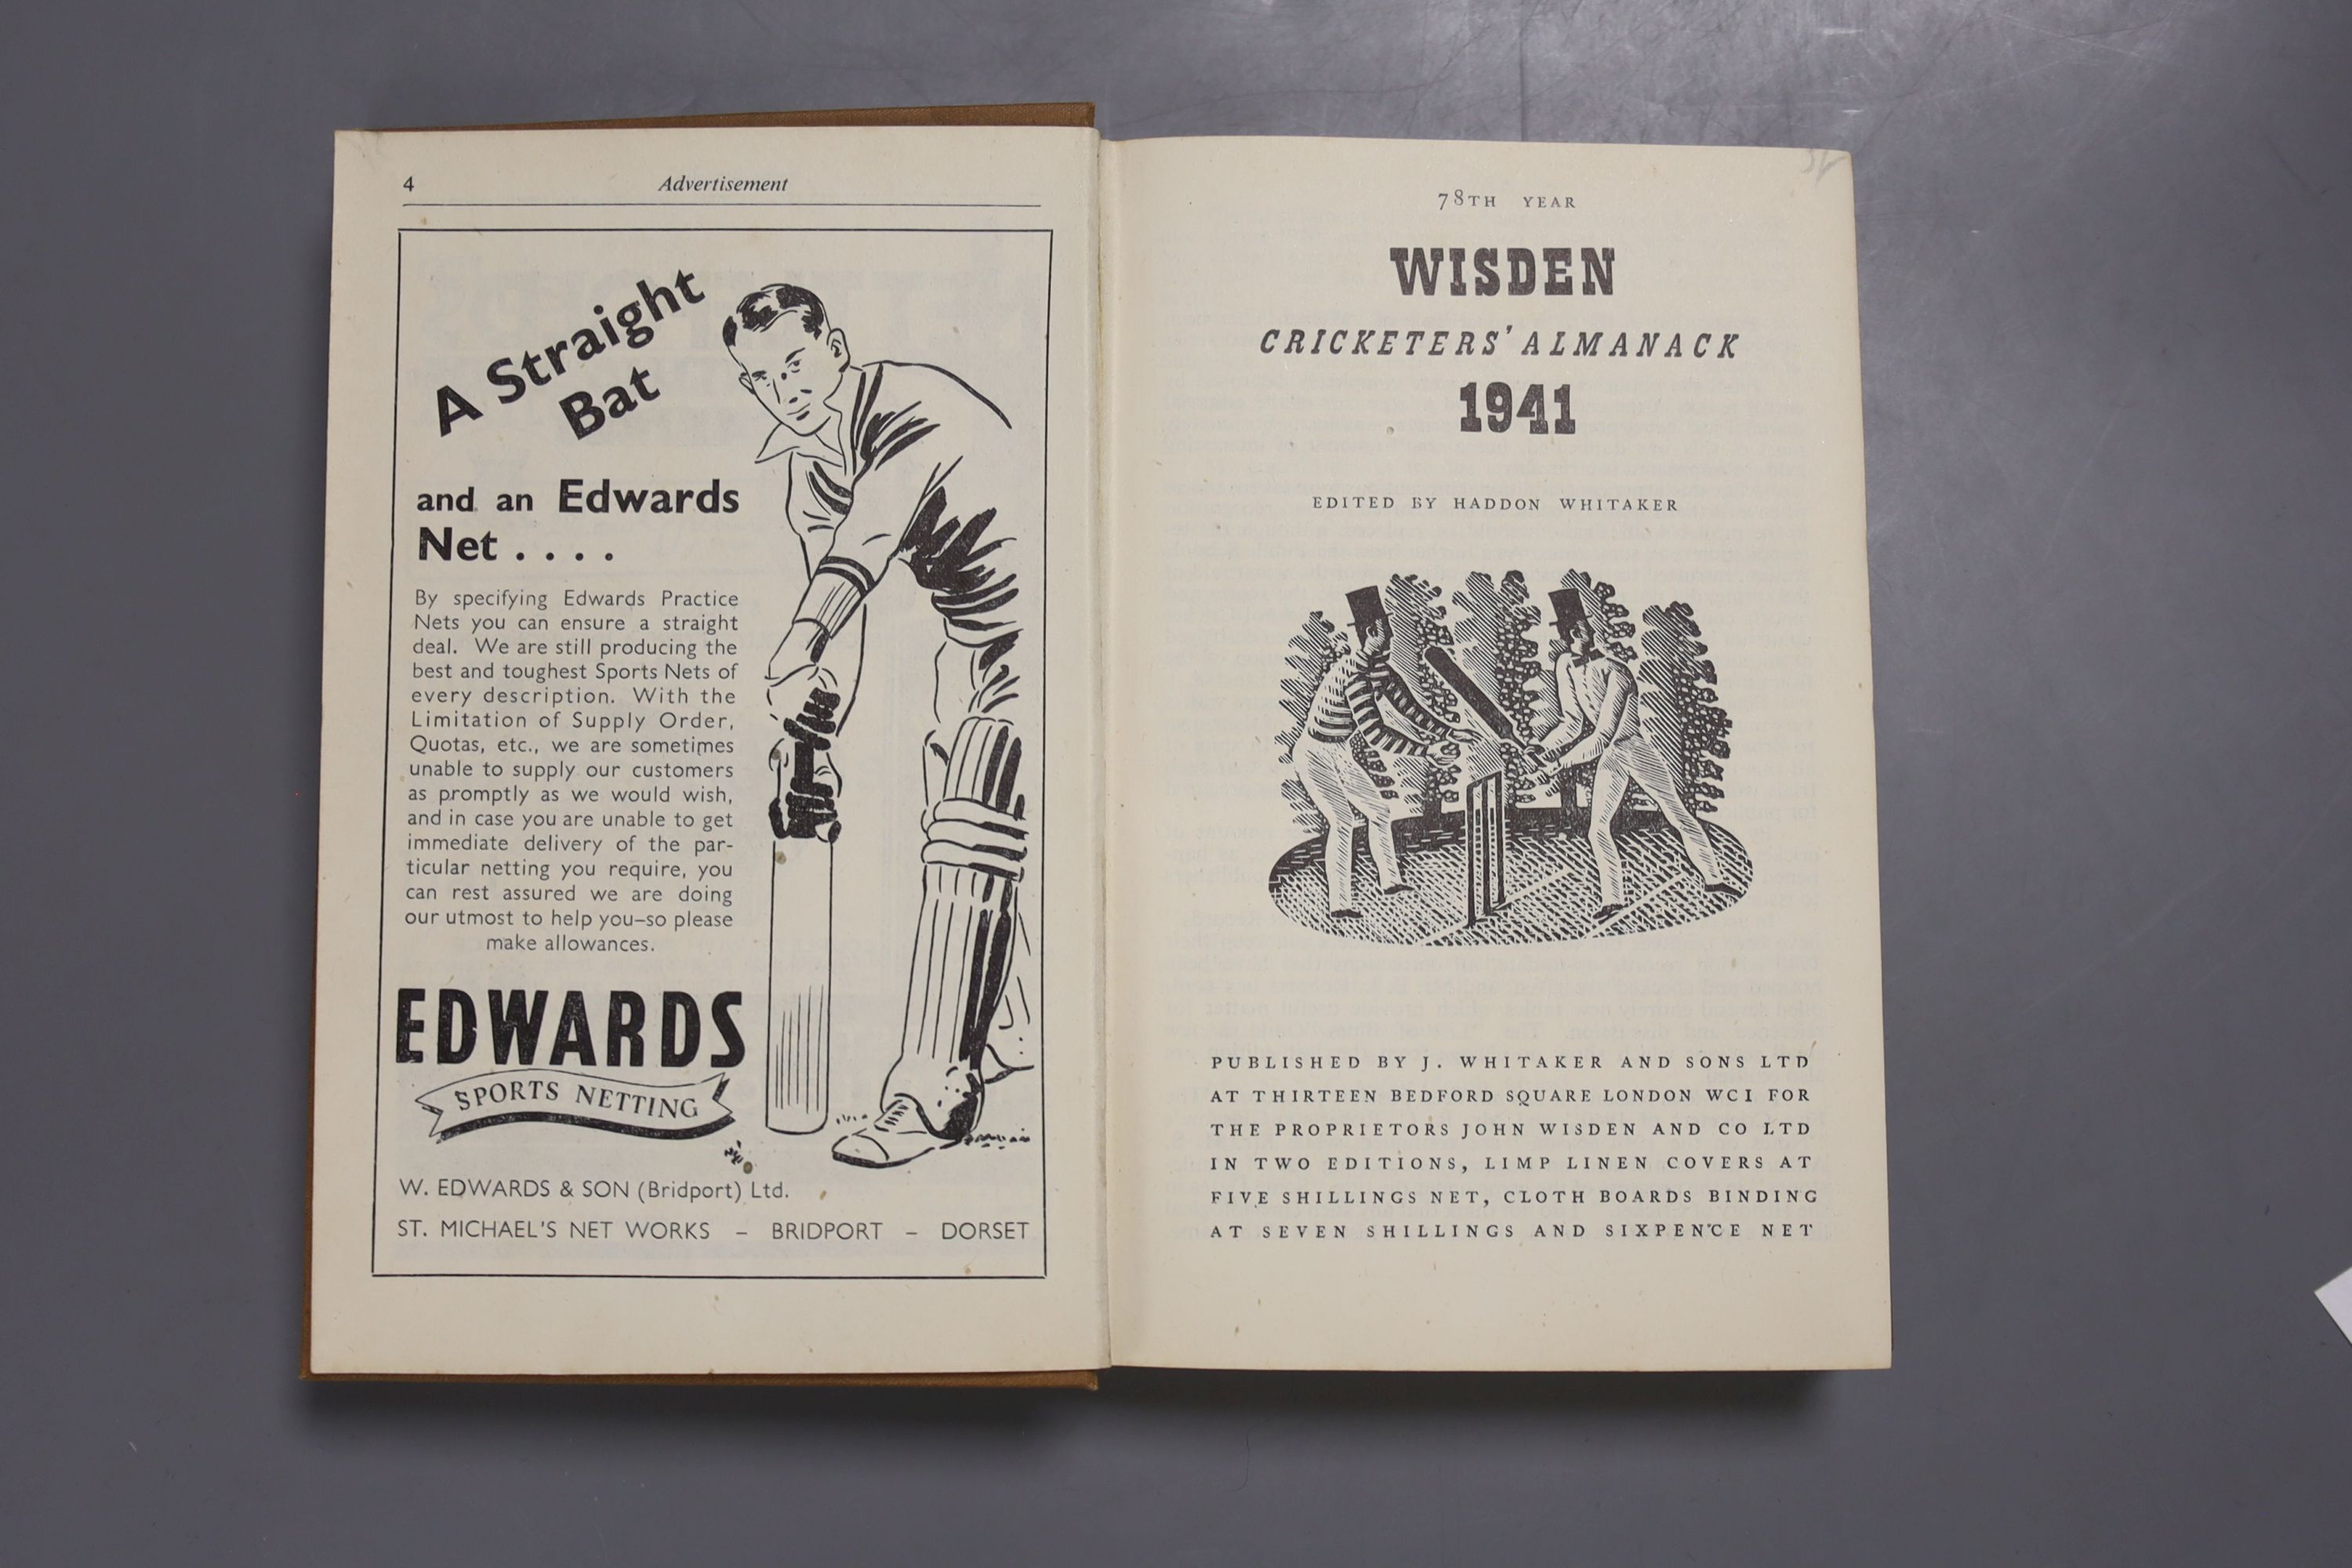 4
Advertisement
A Straight
Bat
and an Edwards
Net . . . .
By specifying Edwards Practice
Nets you can ensure a straight
deal. We are still producing the
best and toughest Sports Nets of
every description. With the
Limitation of Supply Order,
Quotas, etc., we are sometimes
unable to supply our customers
as promptly as we would wish,
and in case you are unable to get
immediate delivery of the par-
ticular netting you require, you
can rest assured we are doing
our utmost to help you—so please
make allowances.
EDWARDS
SPORTS NETTING
W. EDWARDS & SON (Bridport) Ltd.
ST. MICHAEL'S NET WORKS – BRIDPORT – DORSET
78TH YEAR
WISDEN
CRICKETERS' ALMANACK
1941
EDITED BY HADDON WHITAKER
PUBLISHED BY J. WHITAKER AND SONS LTD
AT THIRTEEN BEDFORD SQUARE LONDON WC1 FOR
THE PROPRIETORS JOHN WISDEN AND CO LTD
IN TWO EDITIONS, LIMP LINEN COVERS AT
FIVE SHILLINGS NET, CLOTH BOARDS BINDING
AT SEVEN SHILLINGS AND SIXPENCE NET